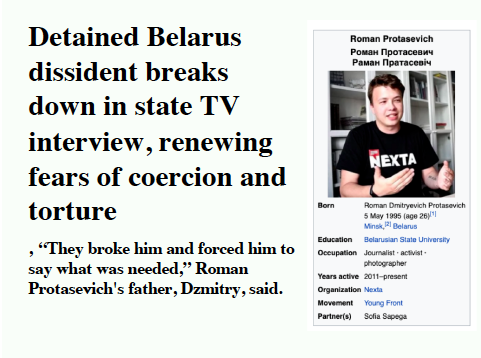 Detained Belarus
dissident breaks
down in state TV
interview, renewing
fears of coercion and
torture
, “They broke him and forced him to
say what was needed,” Roman
Protasevich's father, Dzmitry, said.
Roman Protasevich
Роман Протасевич
Раман Пратасевіч
NEXTA
Born Roman Dmitryevich Protasevich
5 May 1995 (age 26)[1]
Minsk,[2] Belarus
Education Belarusian State University
Occupation Journalist · activist ·
photographer
Years active 2011–present
Organization Nexta
Movement Young Front
Partner(s) Sofia Sapega